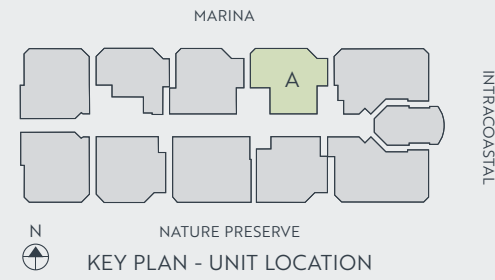 MARINA
A
INTRACOASTAL
N
NATURE PRESERVE
KEY PLAN - UNIT LOCATION